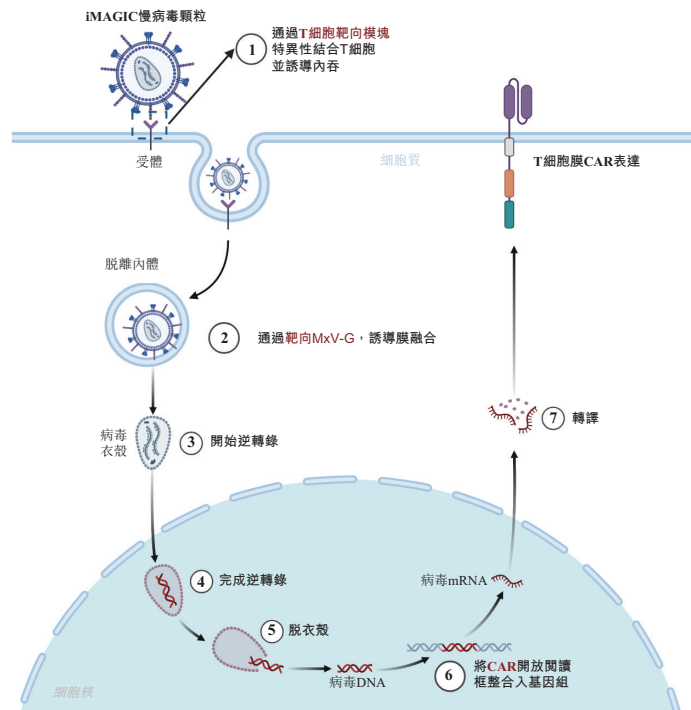 iMAGIC慢病毒顆粒
1
通過T細胞靶向模塊
特異性結合T細胞
並誘導內吞
受體
細胞質
T細胞膜CAR表達
脫離內體
2
通過靶向MxV-G，誘導膜融合
病毒
衣殼
3
開始逆轉錄
7
轉譯
4
完成逆轉錄
病毒mRNA
5
脫衣殼
病毒DNA
6
將CAR開放閱讀
框整合入基因組
細胞核